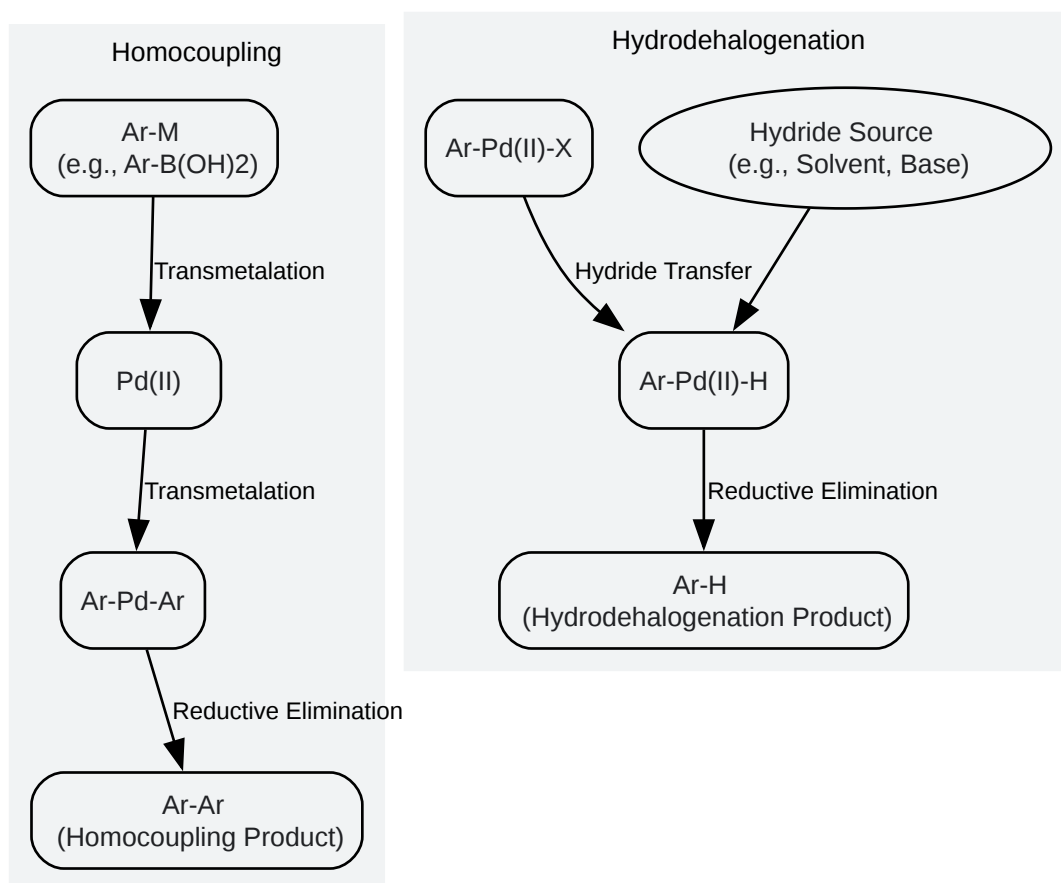 Homocoupling
Ar-M
(e.g., Ar-B(OH)2)
Transmetalation
Pd(II)
Transmetalation
Ar-Pd-Ar
Reductive Elimination
Ar-Ar
(Homocoupling Product)
Hydrodehalogenation
Ar-Pd(II)-X
Hydride Source
(e.g., Solvent, Base)
Hydride Transfer
Ar-Pd(II)-H
Reductive Elimination
Ar-H
(Hydrodehalogenation Product)